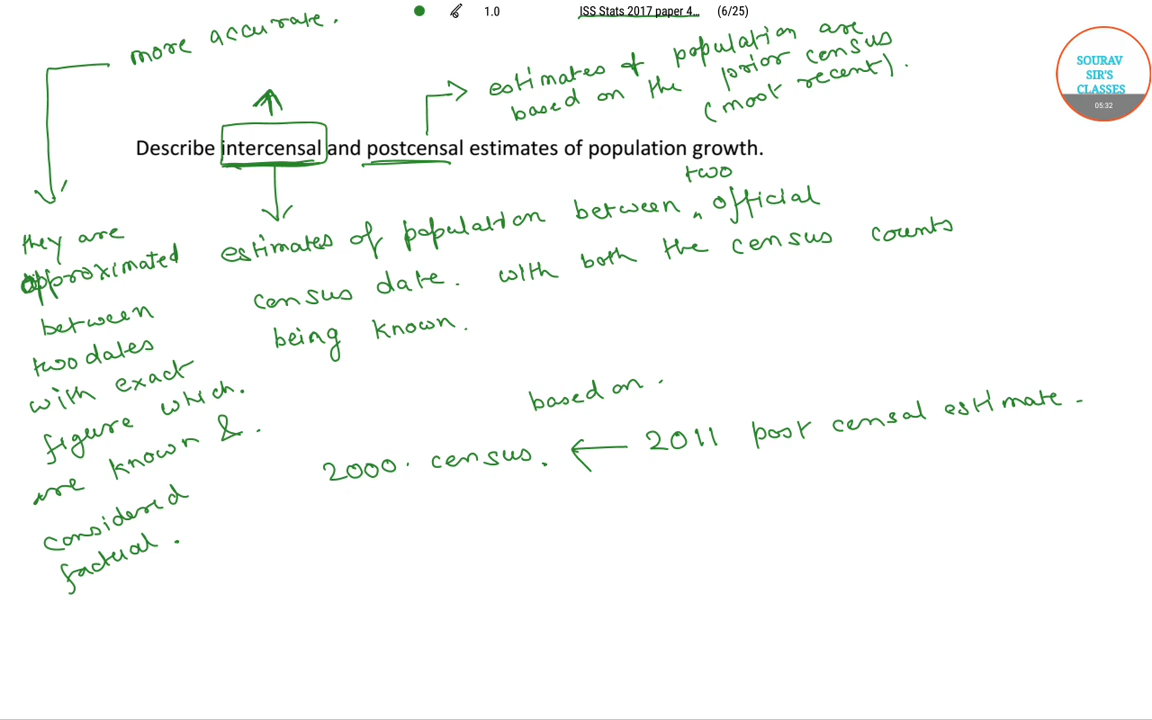 1.0
ISS Stats 2017 paper 4...
(6/25)
SOURAV
SIR'S
CLASSES
05:32
more accurate.
estimates of population are
based on the prior census
(most recent).
Describe intercensal and postcensal estimates of population growth.
two
estimates of population between official
census date. with both the census counts
being known.
they are
approximated
between
two dates
with exact
figure which.
are known &.
considered
factual.
based on.
2000. census. ← 2011 post censal estimate.